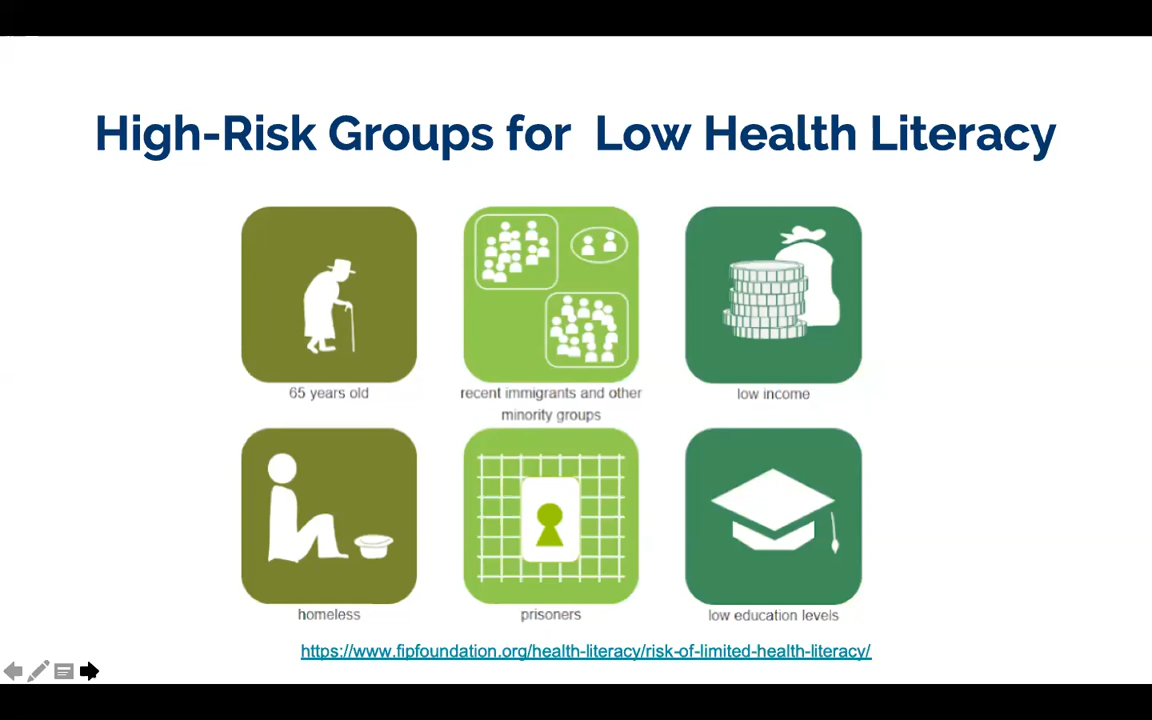 High-Risk Groups for  Low Health Literacy
65 years old
recent immigrants and other
minority groups
low income
homeless
prisoners
low education levels
https://www.fipfoundation.org/health-literacy/risk-of-limited-health-literacy/